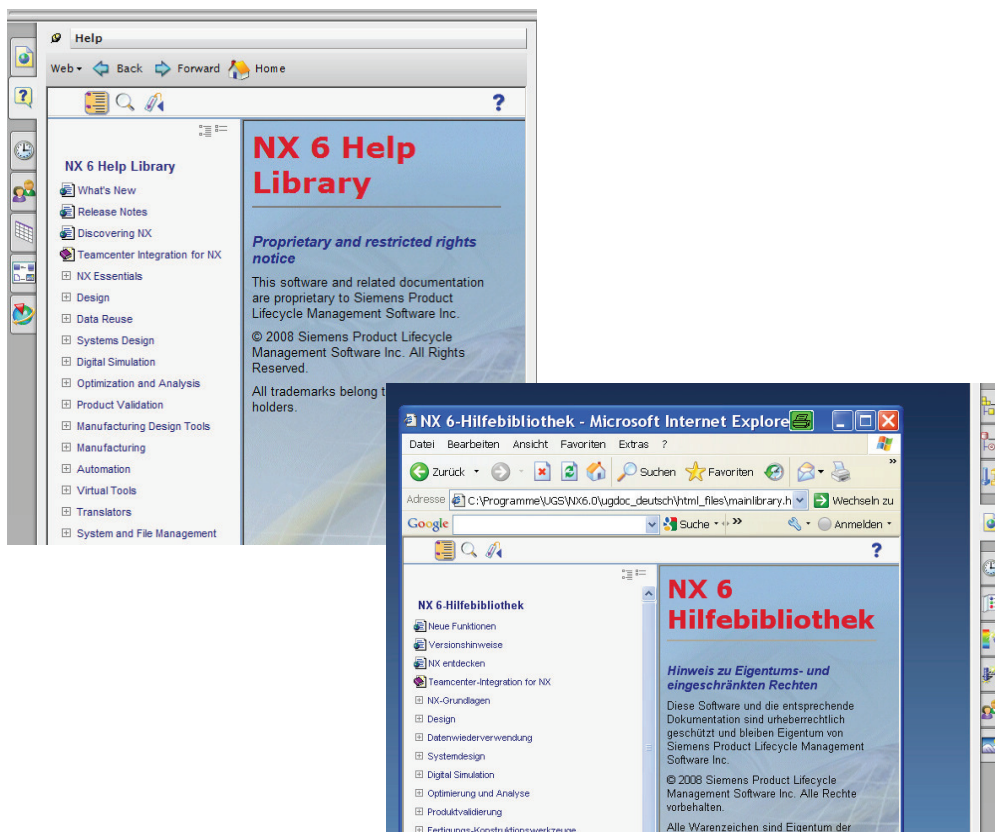 Help
Web Back Forward Home
?
NX 6 Help Library
What's New
Release Notes
Discovering NX
Teamcenter Integration for NX
NX Essentials
Design
Data Reuse
Systems Design
Digital Simulation
Optimization and Analysis
Product Validation
Manufacturing Design Tools
Manufacturing
Automation
Virtual Tools
Translators
System and File Management
NX 6 Help
Library
Proprietary and restricted rights
notice
This software and related documentation
are proprietary to Siemens Product
Lifecycle Management Software Inc.
© 2008 Siemens Product Lifecycle
Management Software Inc. All Rights
Reserved.
All trademarks belong
holders.
NX 6-Hilfebibliothek - Microsoft Internet Explore
Datei Bearbeiten Ansicht Favoriten Extras ?
Zurück Suchen Favoriten »
Adresse C:\Programme\UGS\NX6.0\ugdoc_deutsch\html_files\mainlibrary.h Wechseln zu
Google Suche » Anmelden
?
NX 6-Hilfebibliothek
Neue Funktionen
Versionshinweise
NX entdecken
Teamcenter-Integration for NX
NX-Grundlagen
Design
Datenwiederverwendung
Systemdesign
Digital Simulation
Optimierung und Analyse
Produktvalidierung
Fertigungs-Konstruktionswerkzeuge
NX 6
Hilfebibliothek
Hinweis zu Eigentums- und
eingeschränkten Rechten
Diese Software und die entsprechende
Dokumentation sind urheberrechtlich
geschützt und bleiben Eigentum von
Siemens Product Lifecycle Management
Software Inc.
© 2008 Siemens Product Lifecycle
Management Software Inc. Alle Rechte
vorbehalten.
Alle Warenzeichen sind Eigentum der